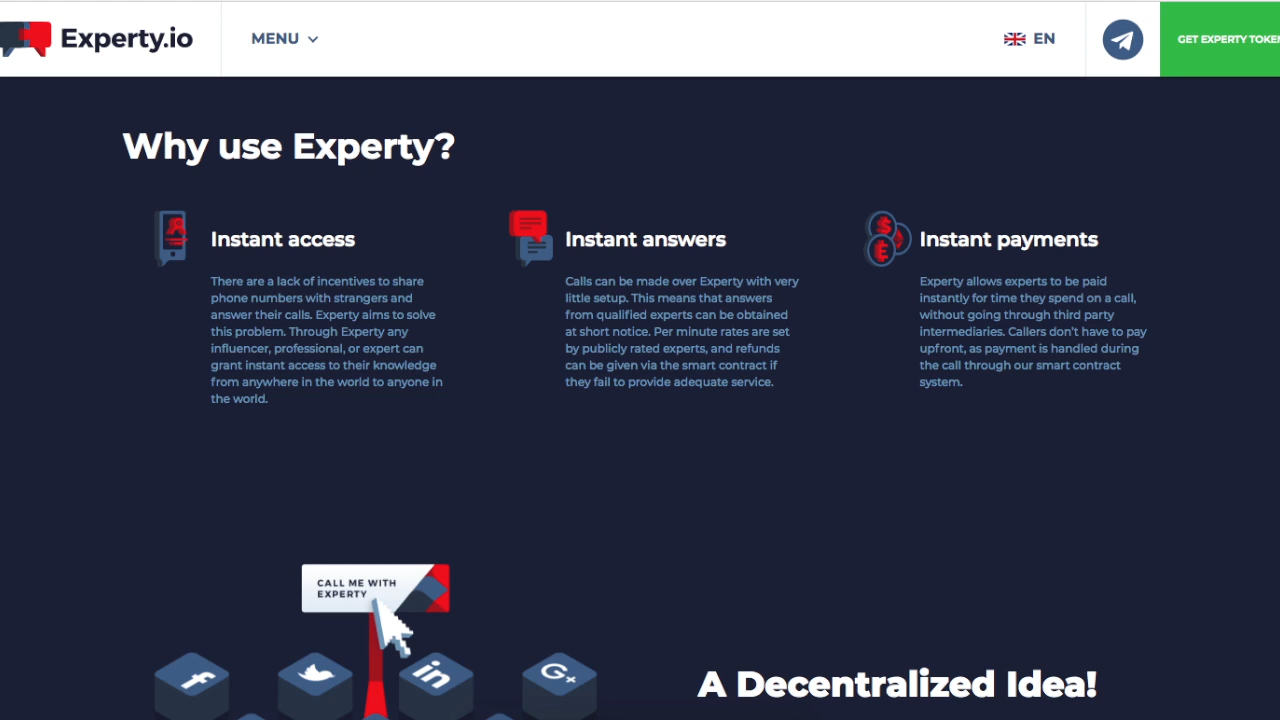 Experty.io
MENU
EN
GET EXPERTY TOKEN
Why use Experty?
Instant access
There are a lack of incentives to share
phone numbers with strangers and
answer their calls. Experty aims to solve
this problem. Through Experty any
influencer, professional, or expert can
grant instant access to their knowledge
from anywhere in the world to anyone in
the world.
Instant answers
Calls can be made over Experty with very
little setup. This means that answers
from qualified experts can be obtained
at short notice. Per minute rates are set
by publicly rated experts, and refunds
can be given via the smart contract if
they fail to provide adequate service.
Instant payments
Experty allows experts to be paid
instantly for time they spend on a call,
without going through third party
intermediaries. Callers don't have to pay
upfront, as payment is handled during
the call through our smart contract
system.
CALL ME WITH
EXPERTY
A Decentralized Idea!